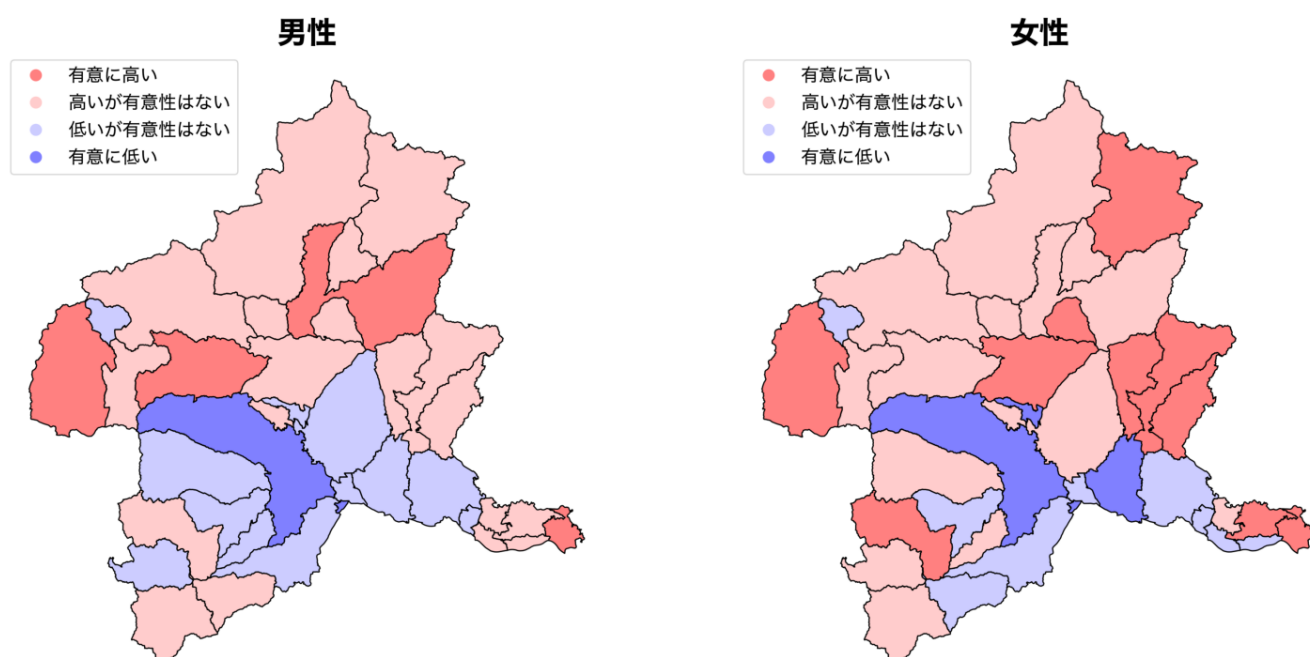 男性
有意に高い
高いが有意性はない
低いが有意性はない
有意に低い
女性
有意に高い
高いが有意性はない
低いが有意性はない
有意に低い